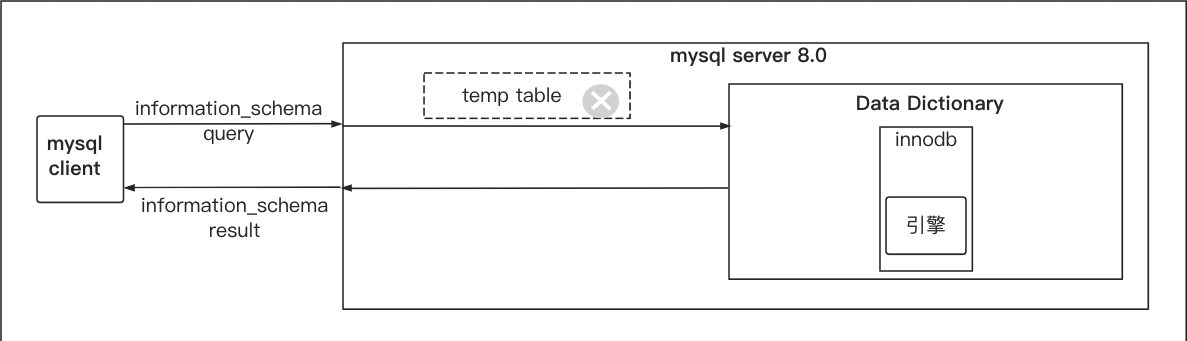 mysql server 8.0
temp table
Data Dictionary
information_schema
query
innodb
mysql
client
information_schema
result
引擎